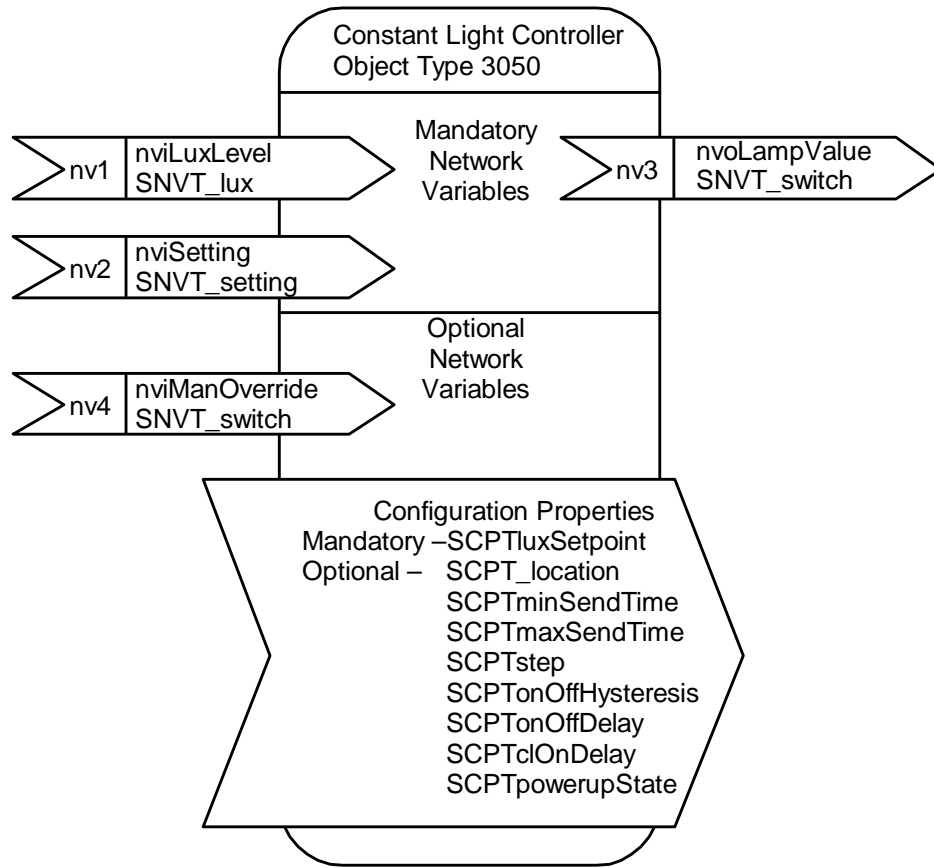 Constant Light Controller
Object Type 3050
Mandatory
Network
Variables
nv1
nviLuxLevel
SNVT_lux
nv3
nvoLampValue
SNVT_switch
nv2
nviSetting
SNVT_setting
Optional
Network
Variables
nv4
nviManOverride
SNVT_switch
Configuration Properties
Mandatory –SCPTluxSetpoint
Optional – SCPT_location
SCPTminSendTime
SCPTmaxSendTime
SCPTstep
SCPTonOffHysteresis
SCPTonOffDelay
SCPTclOnDelay
SCPTpowerupState